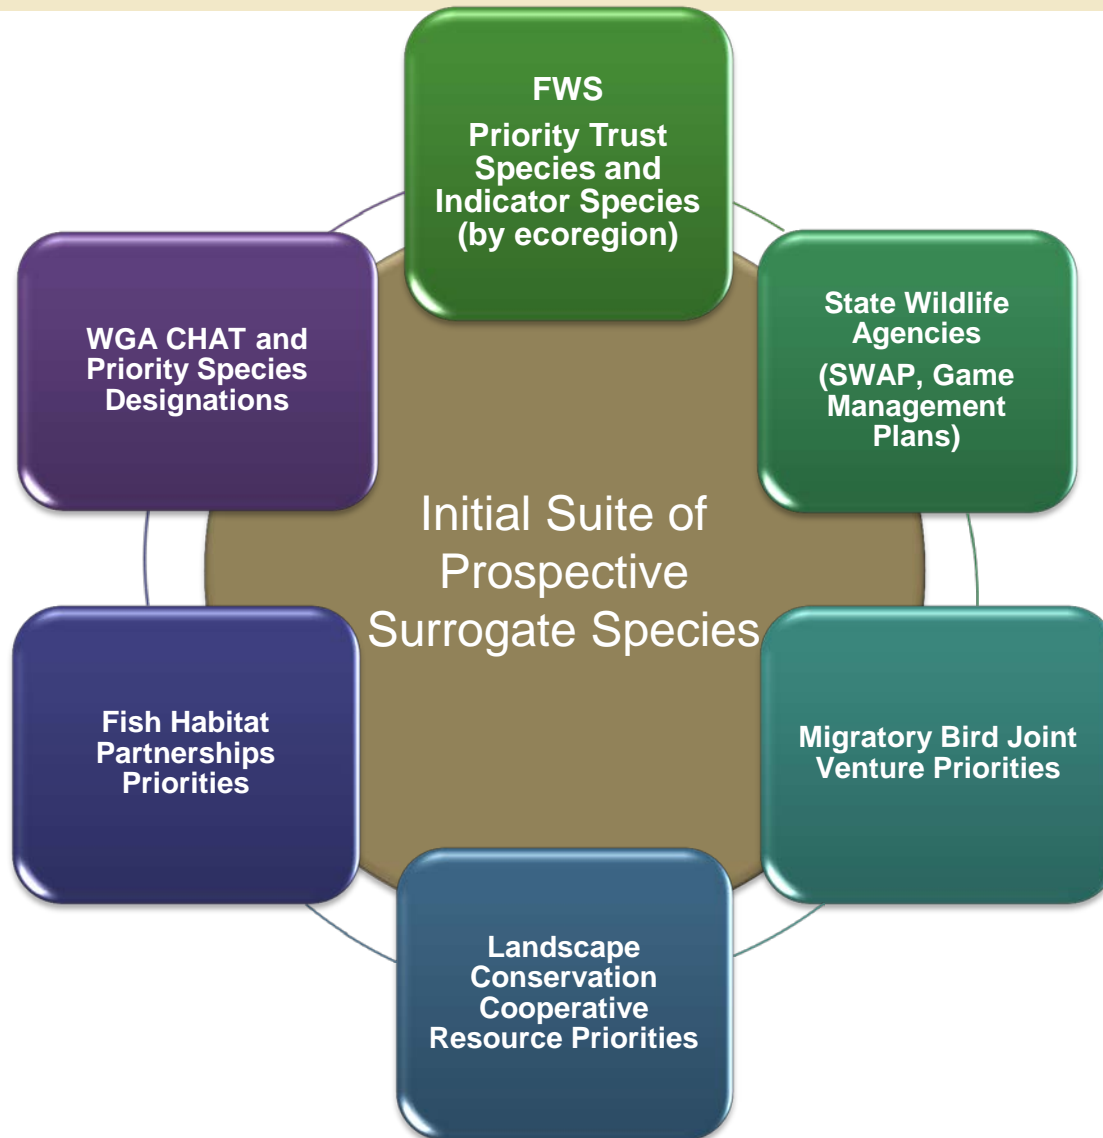 FWS
Priority Trust
Species and
Indicator Species
(by ecoregion)
State Wildlife
Agencies
(SWAP, Game
Management
Plans)
Migratory Bird Joint
Venture Priorities
Landscape
Conservation
Cooperative
Resource Priorities
Fish Habitat
Partnerships
Priorities
WGA CHAT and
Priority Species
Designations
Initial Suite of
Prospective
Surrogate Species